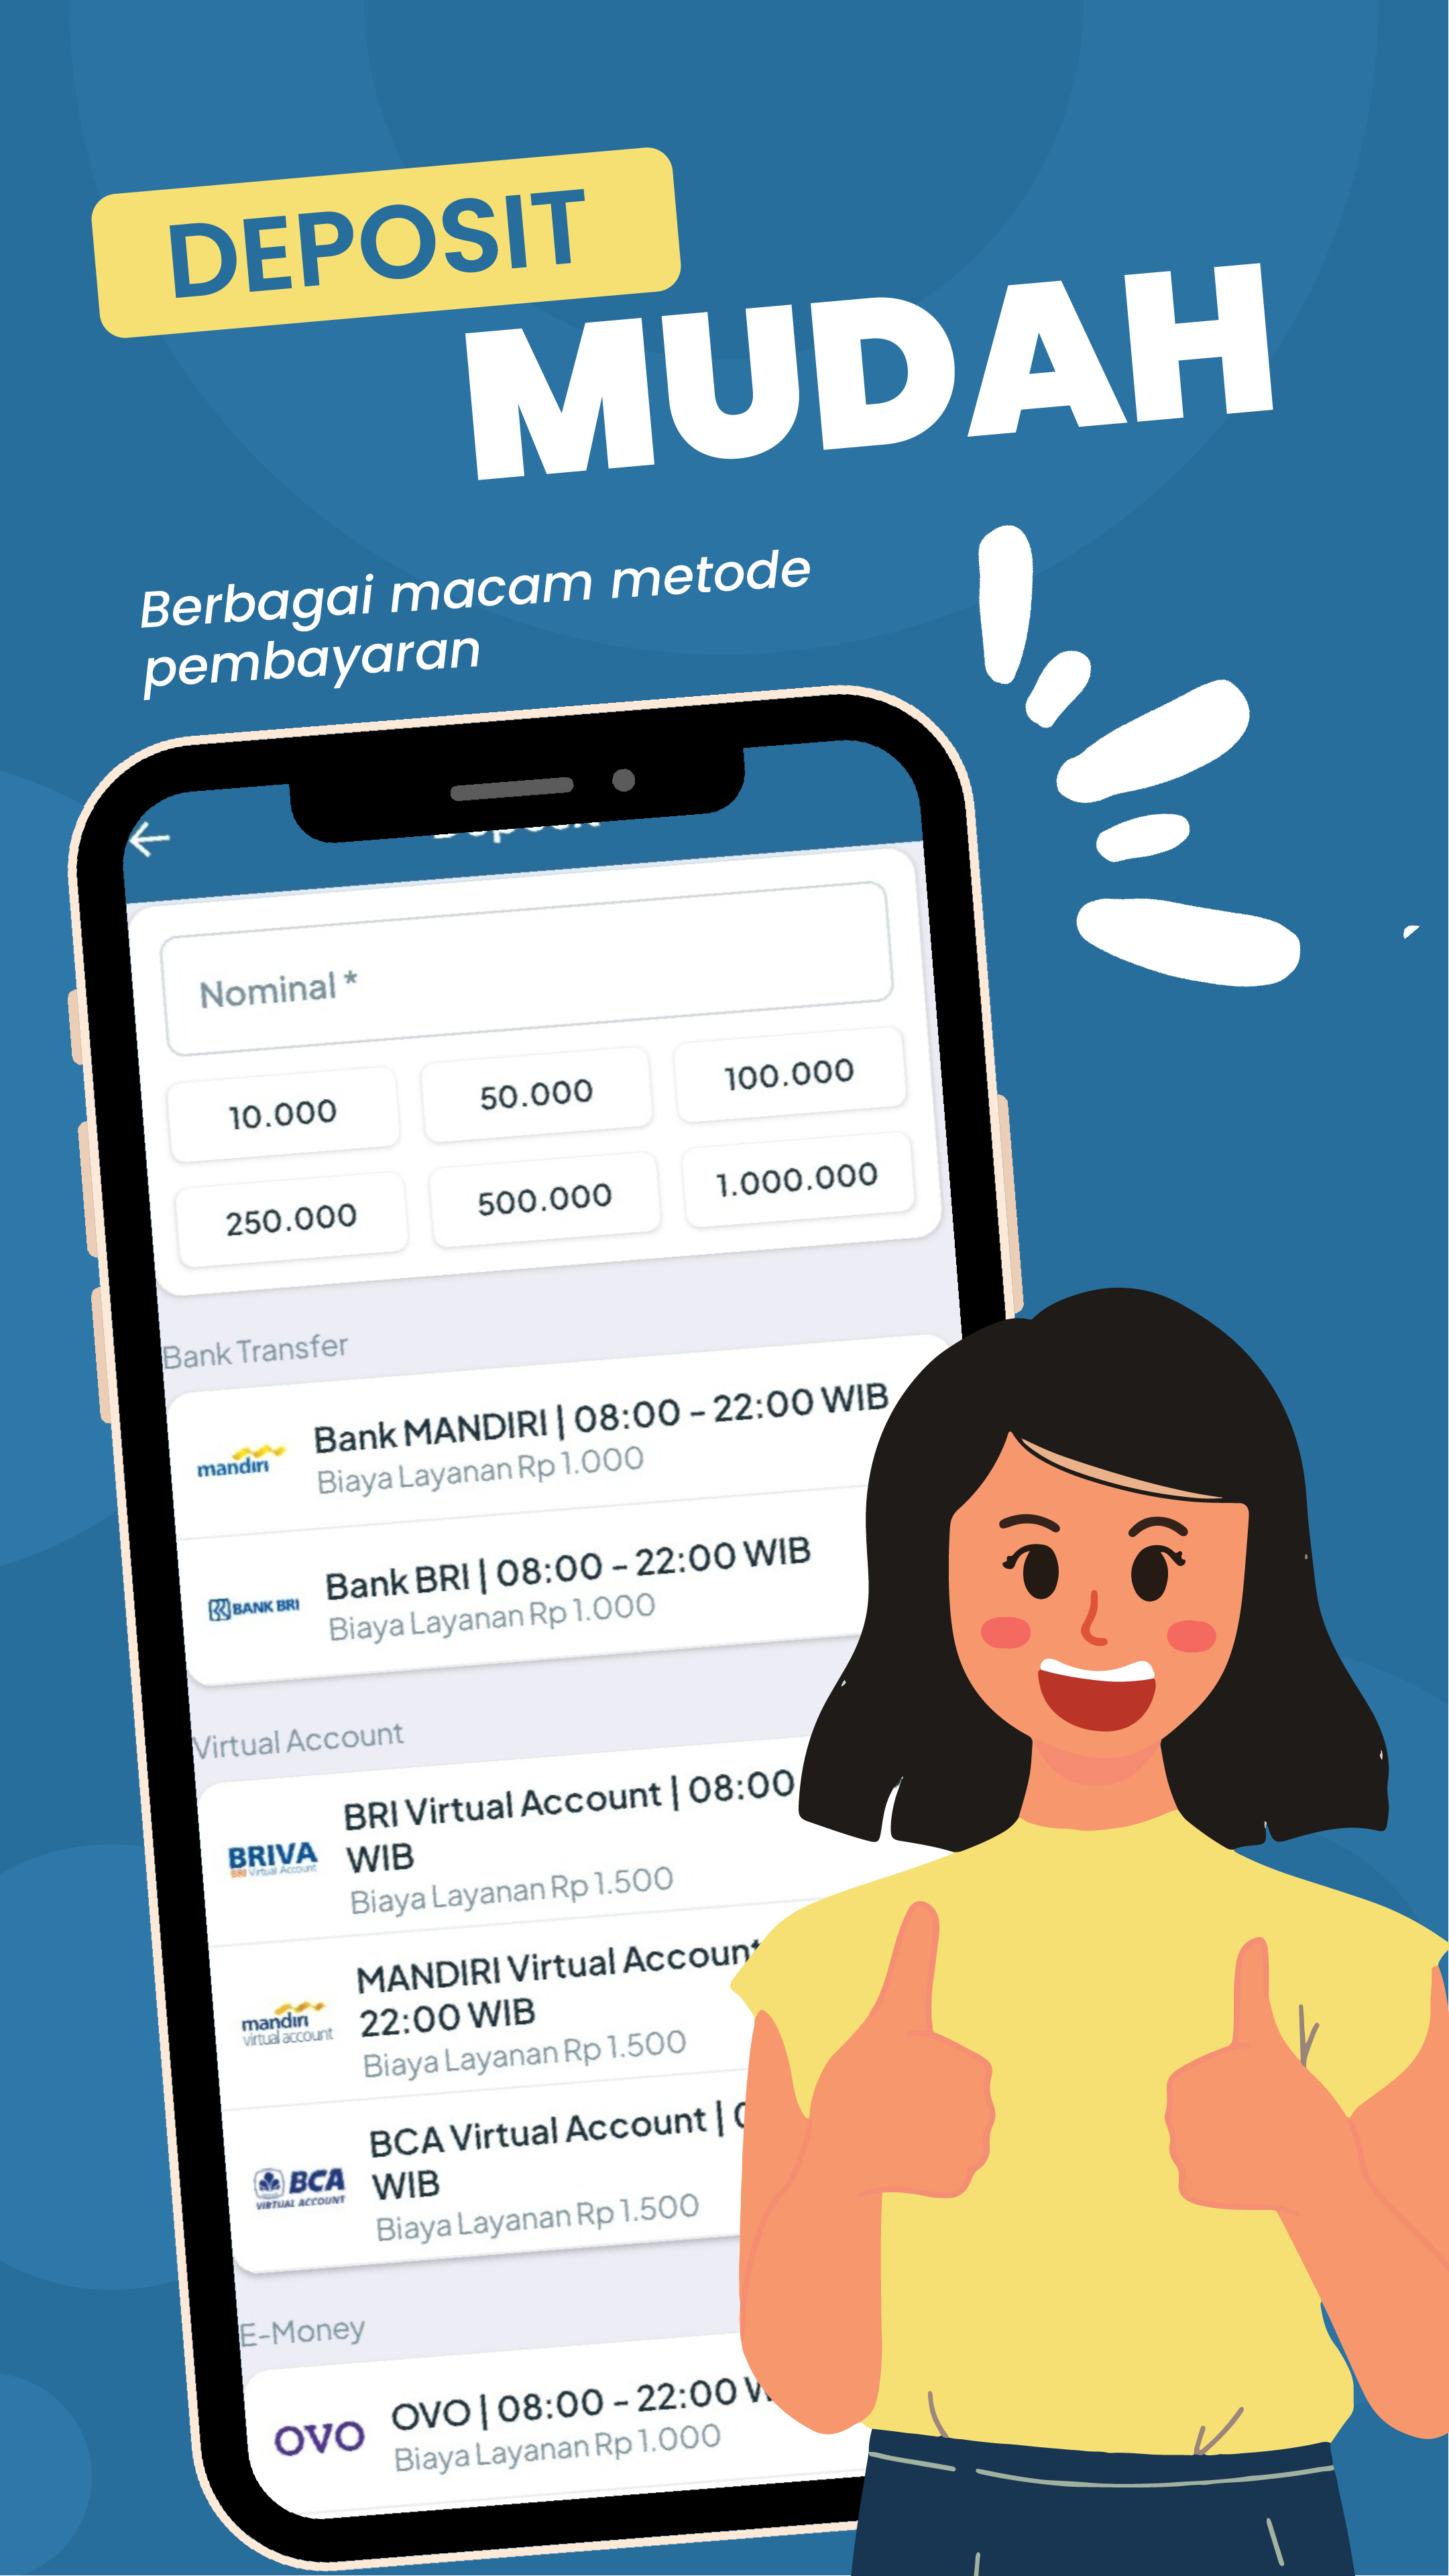 DEPOSIT
MUDAH
Berbagai macam metode
pembayaran
Nominal *
10.000
50.000
100.000
250.000
500.000
1.000.000
Bank Transfer
mandiri
Bank MANDIRI | 08:00 - 22:00 WIB
Biaya Layanan Rp 1.000
BANK BRI
Bank BRI | 08:00 - 22:00 WIB
Biaya Layanan Rp 1.000
Virtual Account
BRIVA
BRI Virtual Account
BRI Virtual Account | 08:00
WIB
Biaya Layanan Rp 1.500
mandiri
virtual account
MANDIRI Virtual Account
22:00 WIB
Biaya Layanan Rp 1.500
BCA
VIRTUAL ACCOUNT
BCA Virtual Account |
WIB
Biaya Layanan Rp 1.500
E-Money
OVO
OVO | 08:00 - 22:00
Biaya Layanan Rp 1.000